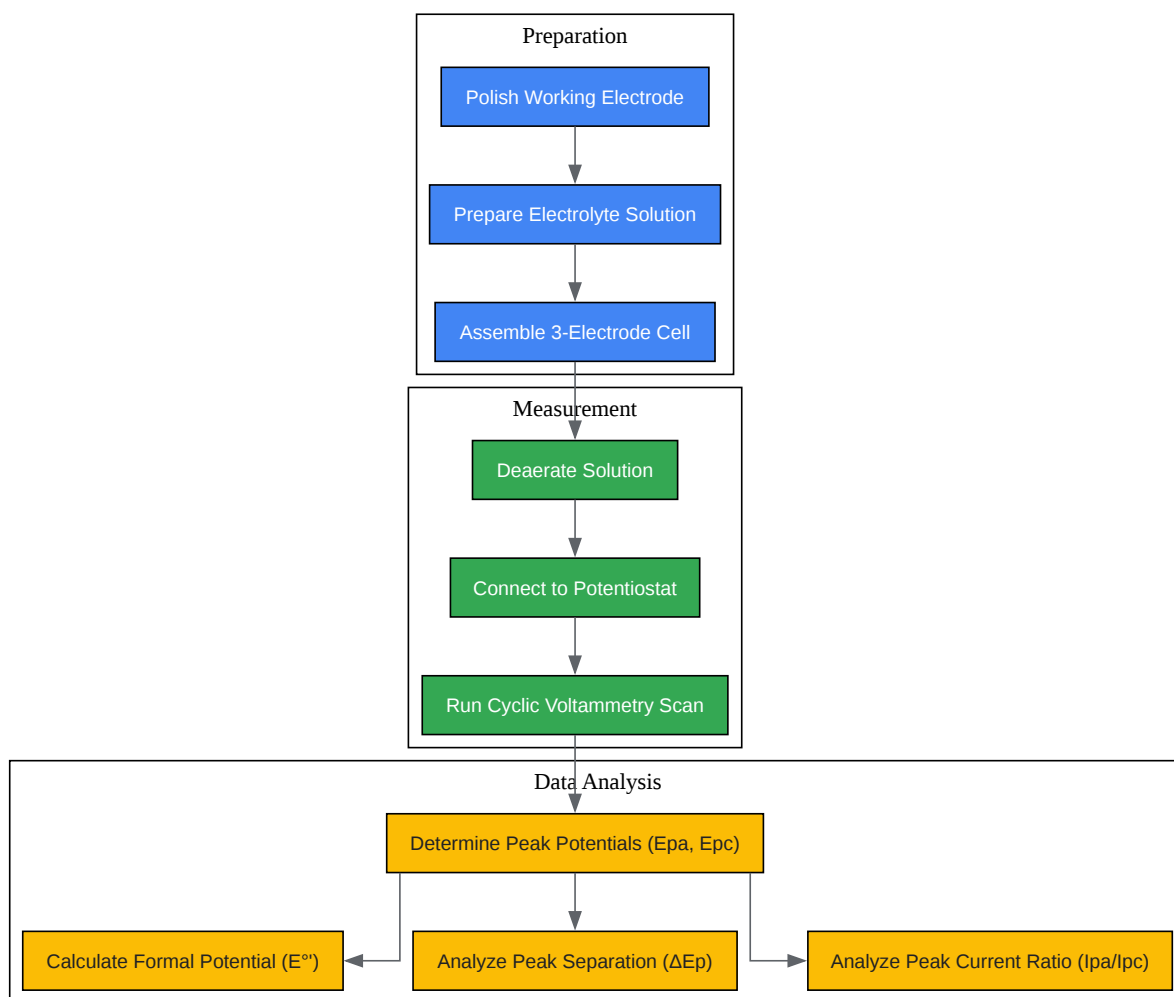 Preparation
Polish Working Electrode
Prepare Electrolyte Solution
Assemble 3-Electrode Cell
Measurement
Deaerate Solution
Connect to Potentiostat
Run Cyclic Voltammetry Scan
Data Analysis
Determine Peak Potentials (Epa, Epc)
Calculate Formal Potential (E°')
Analyze Peak Separation (ΔEp)
Analyze Peak Current Ratio (Ipa/Ipc)